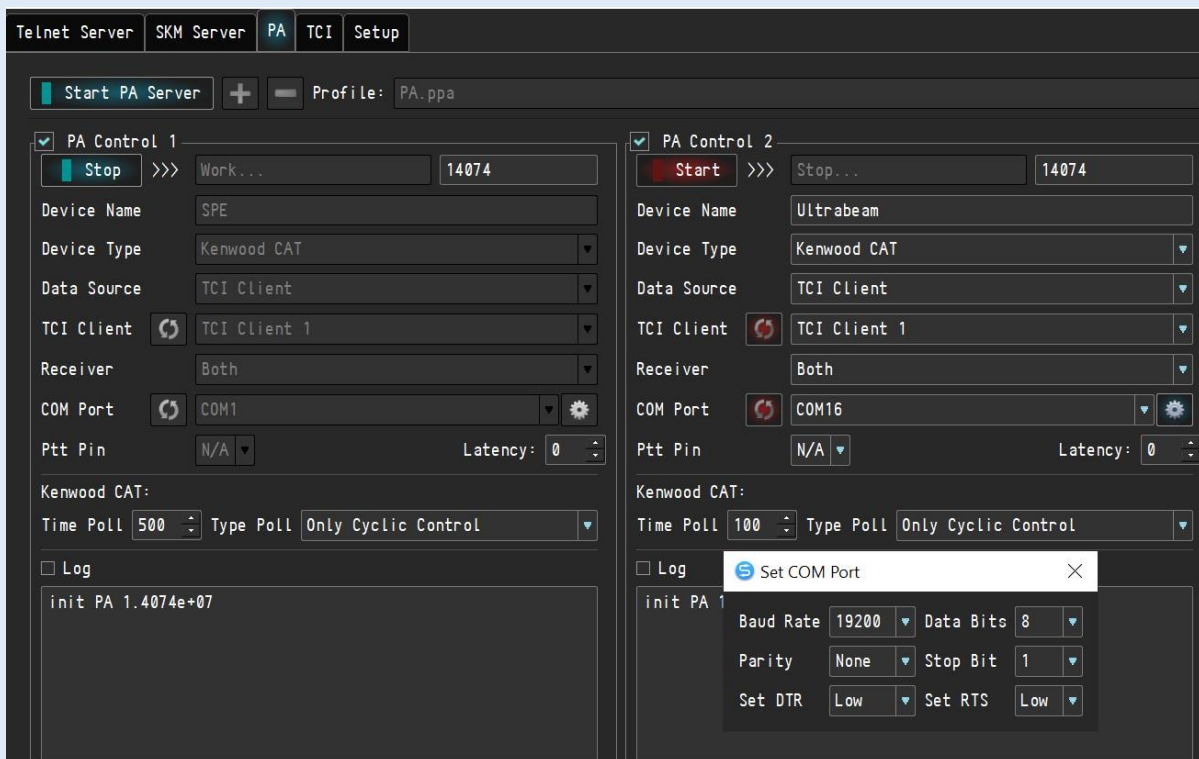 Telnet Server SKM Server PA TCI Setup
Start PA Server + - Profile: PA.ppa
PA Control 1
Stop >>> Work... 14074
Device Name SPE
Device Type Kenwood CAT
Data Source TCI Client
TCI Client TCI Client 1
Receiver Both
COM Port COM1
Ptt Pin N/A Latency: 0
Kenwood CAT:
Time Poll 500 Type Poll Only Cyclic Control
Log
init PA 1.4074e+07
PA Control 2
Start >>> Stop... 14074
Device Name Ultrabeam
Device Type Kenwood CAT
Data Source TCI Client
TCI Client TCI Client 1
Receiver Both
COM Port COM16
Ptt Pin N/A Latency: 0
Kenwood CAT:
Time Poll 100 Type Poll Only Cyclic Control
Log
init PA 1
Set COM Port
Baud Rate 19200 Data Bits 8
Parity None Stop Bit 1
Set DTR Low Set RTS Low